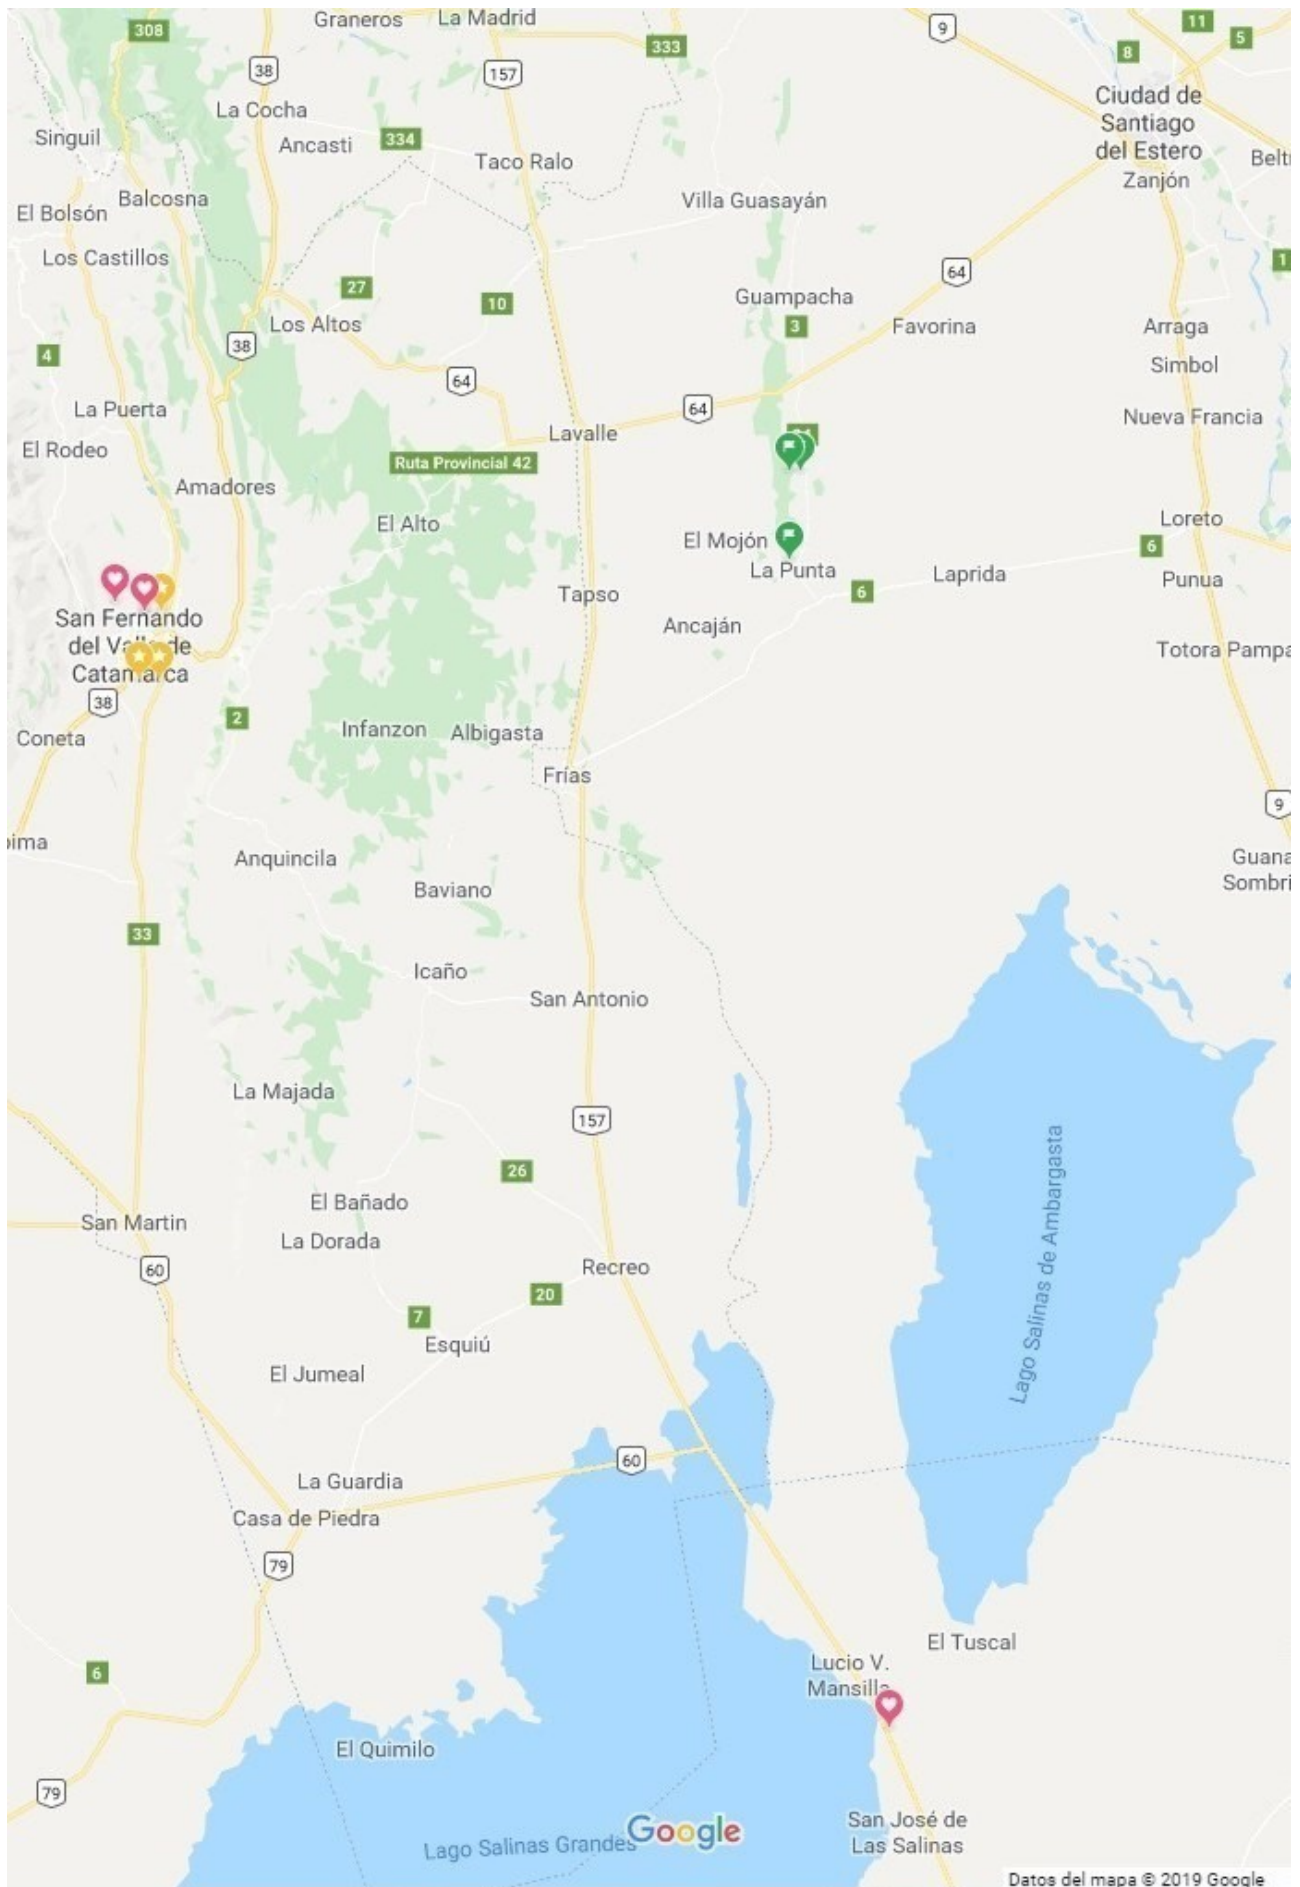 Graneros
La Madrid
308
333
9
11
5
8
38
157
Ciudad de
Santiago
del Estero
La Cocha
Singuil
Ancasti
334
Taco Ralo
Zanjón
Balcosna
El Bolsón
Villa Guasayán
Los Castillos
64
1
27
10
Guampacha
Los Altos
3
Favorina
Arraga
4
38
Simbol
64
La Puerta
64
Nueva Francia
Lavalle
El Rodeo
Ruta Provincial 42
Amadores
El Alto
Loreto
El Mojón
6
La Punta
Laprida
Punua
Tapso
6
San Fernando
del Valle de
Catamarca
Ancaján
Totora Pampa
38
2
Infanzon
Albigasta
Coneta
Frías
9
Anquincila
Baviano
33
Icaño
San Antonio
La Majada
157
26
El Bañado
San Martin
La Dorada
60
Recreo
20
7
Esquiú
El Jumeal
Lago Salinas de Ambargasta
60
La Guardia
Casa de Piedra
79
El Tuscal
6
Lucio V.
Mansilla
El Quimilo
79
San José de
Las Salinas
Google
Lago Salinas Grandes
Datos del mapa © 2019 Google